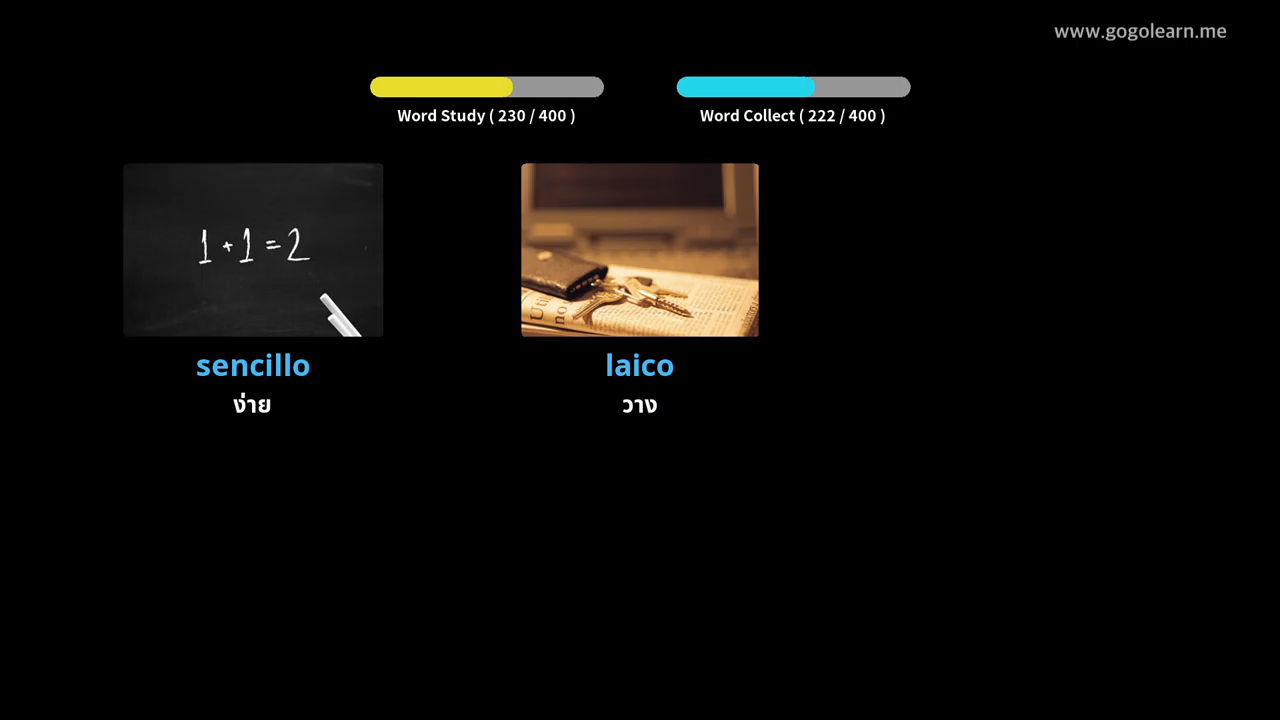 www.gogolearn.me
Word Study ( 230 / 400 )
Word Collect ( 222 / 400 )
1 + 1 = 2
sencillo
ง่าย
laico
วาง